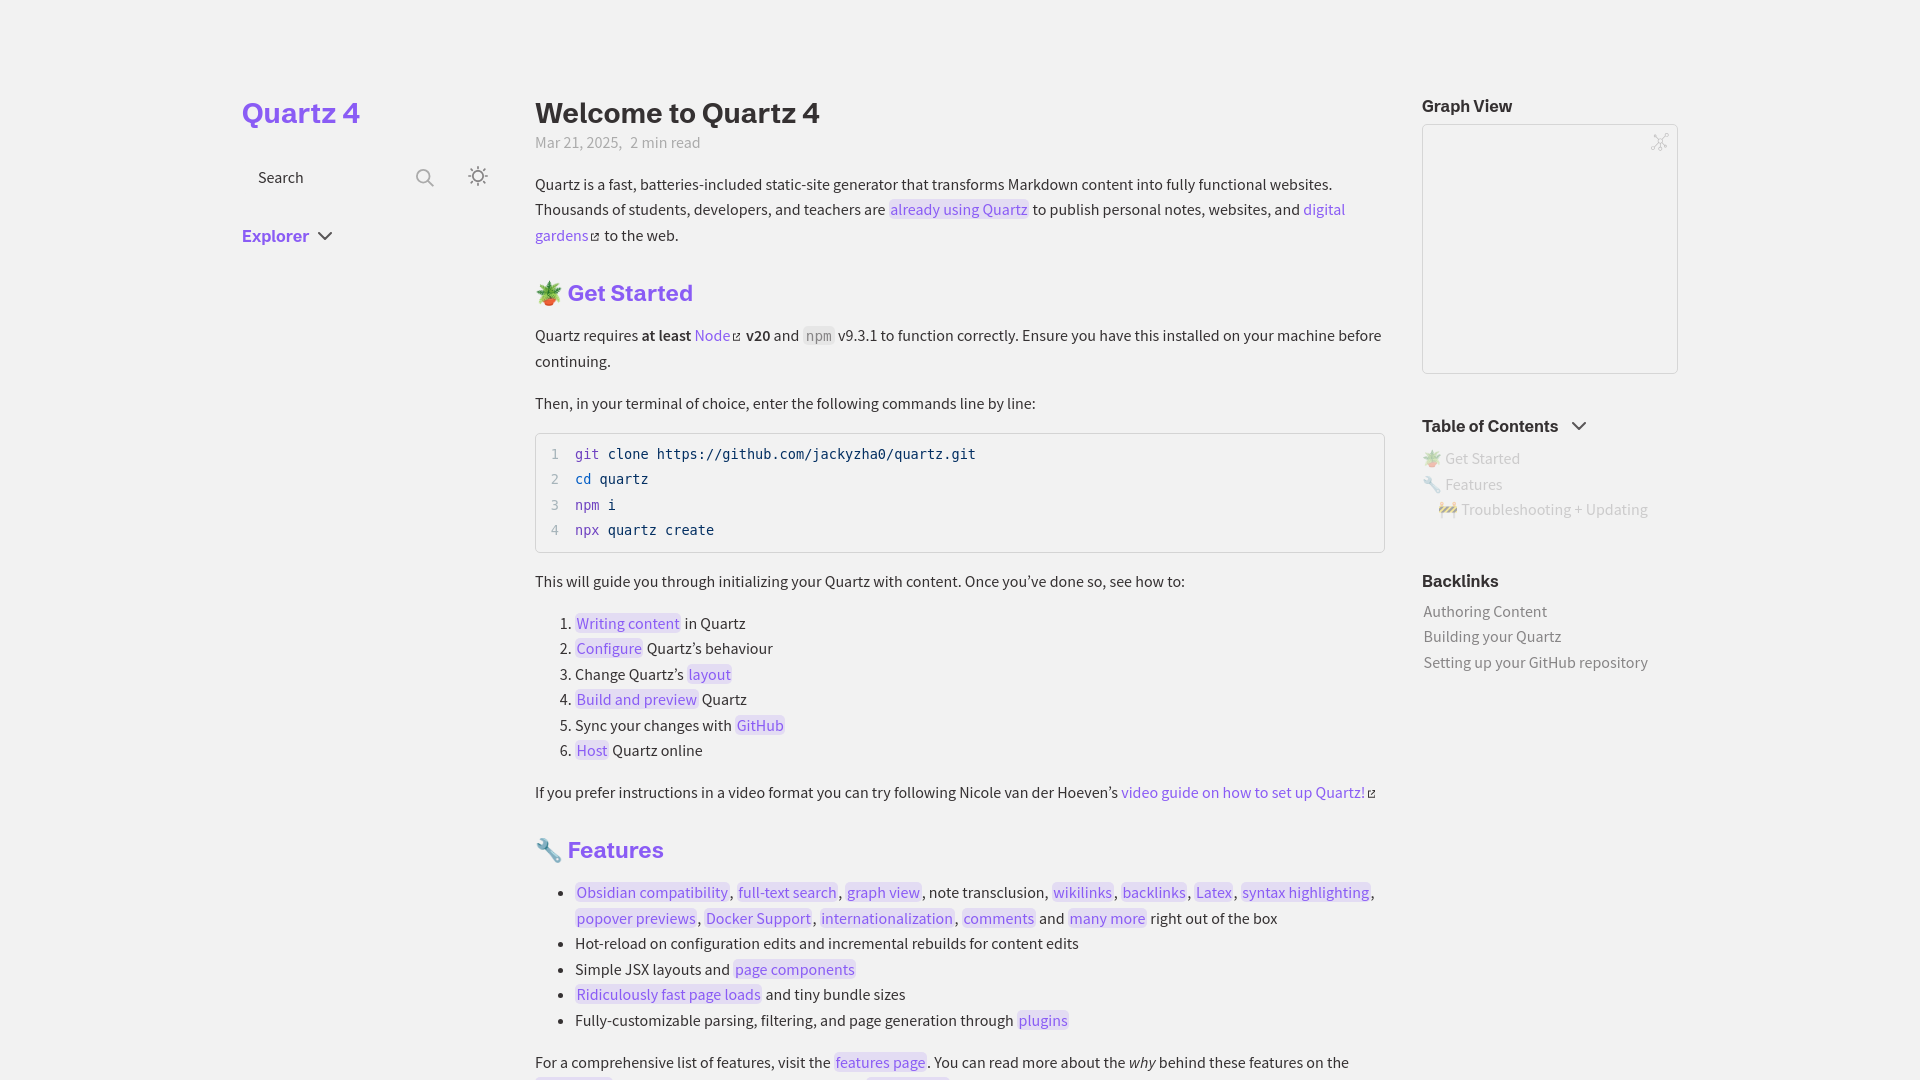 Quartz 4
Search
Explorer
Welcome to Quartz 4
Mar 21, 2025, 2 min read
Quartz is a fast, batteries-included static-site generator that transforms Markdown content into fully functional websites.
Thousands of students, developers, and teachers are already using Quartz to publish personal notes, websites, and digital
gardens to the web.
🪴 Get Started
Quartz requires at least Node v20 and npm v9.3.1 to function correctly. Ensure you have this installed on your machine before
continuing.
Then, in your terminal of choice, enter the following commands line by line:
1 git clone https://github.com/jackyzha0/quartz.git
2 cd quartz
3 npm i
4 npx quartz create
This will guide you through initializing your Quartz with content. Once you’ve done so, see how to:
1. Writing content in Quartz
2. Configure Quartz’s behaviour
3. Change Quartz’s layout
4. Build and preview Quartz
5. Sync your changes with GitHub
6. Host Quartz online
If you prefer instructions in a video format you can try following Nicole van der Hoeven’s video guide on how to set up Quartz!
🔧 Features
• Obsidian compatibility, full-text search, graph view, note transclusion, wikilinks, backlinks, Latex, syntax highlighting,
popover previews, Docker Support, internationalization, comments and many more right out of the box
• Hot-reload on configuration edits and incremental rebuilds for content edits
• Simple JSX layouts and page components
• Ridiculously fast page loads and tiny bundle sizes
• Fully-customizable parsing, filtering, and page generation through plugins
For a comprehensive list of features, visit the features page. You can read more about the why behind these features on the
Graph View
Table of Contents
🪴 Get Started
🔧 Features
🚧 Troubleshooting + Updating
Backlinks
Authoring Content
Building your Quartz
Setting up your GitHub repository